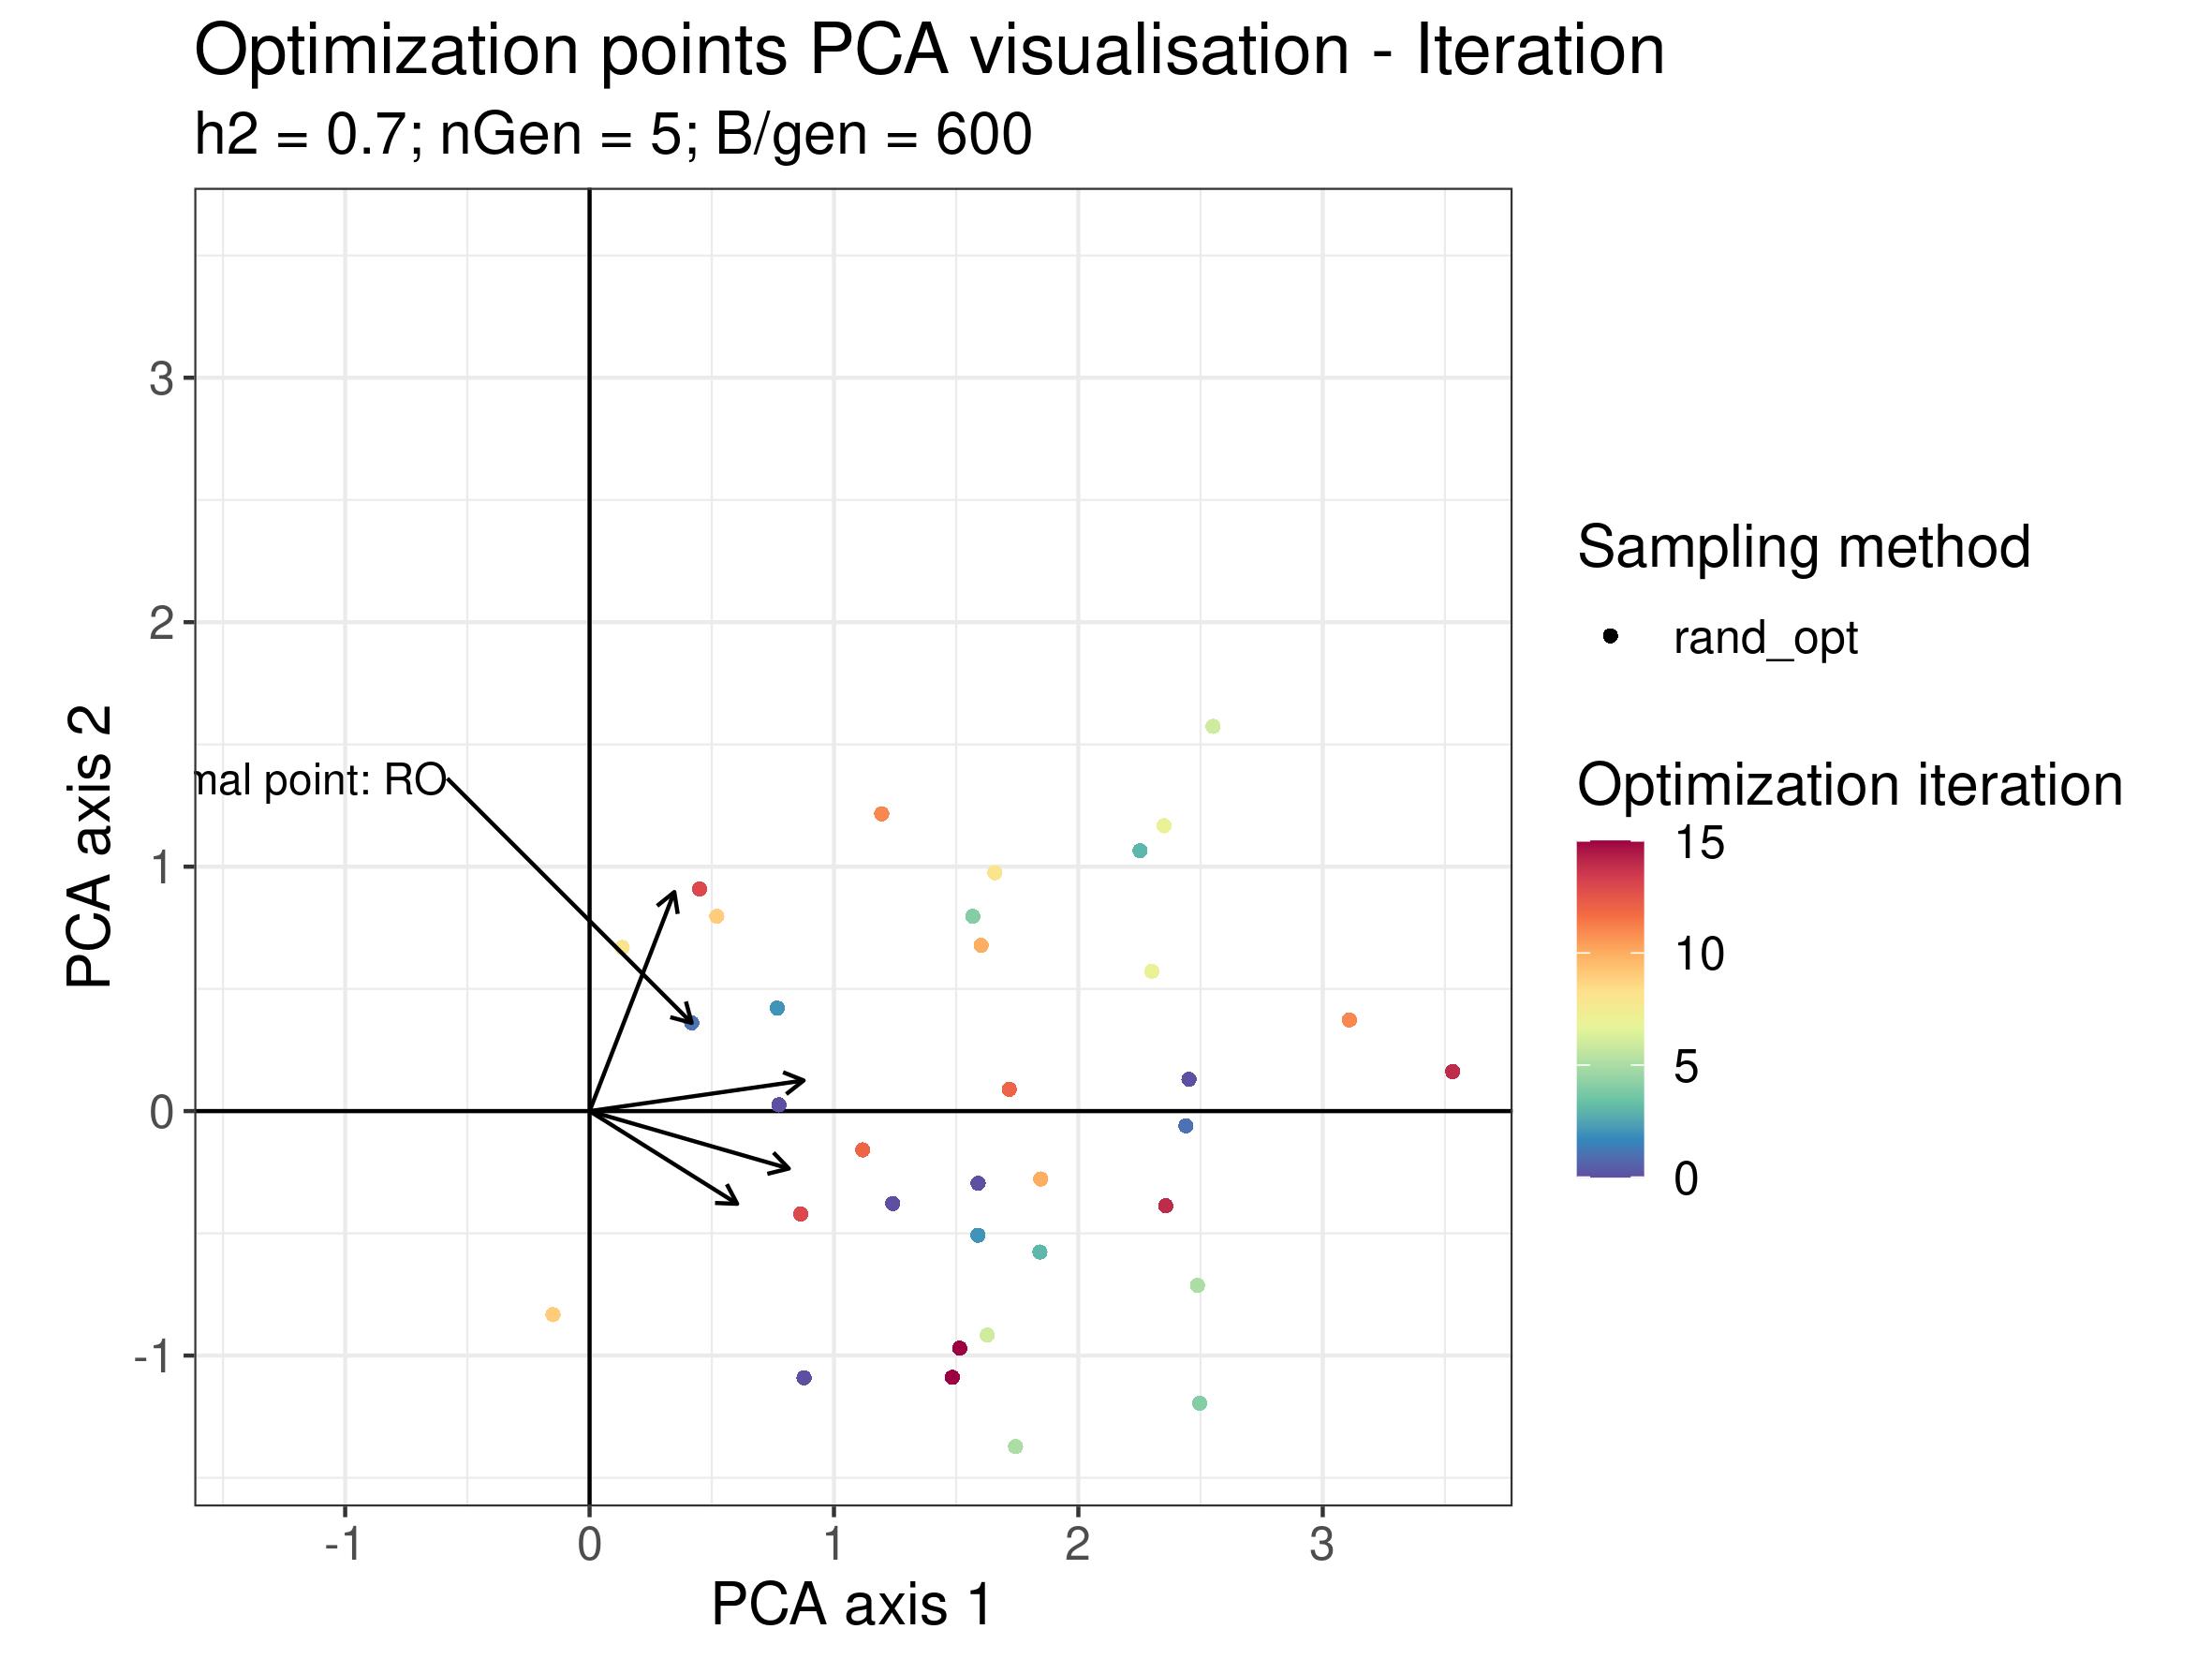 Optimization points PCA visualisation - Iteration
h2 = 0.7; nGen = 5; B/gen = 600
3
2
1
0
-1
PCA axis 2
mal point: RO
-1 0 1 2 3
PCA axis 1
Sampling method
rand_opt
Optimization iteration
15
10
5
0